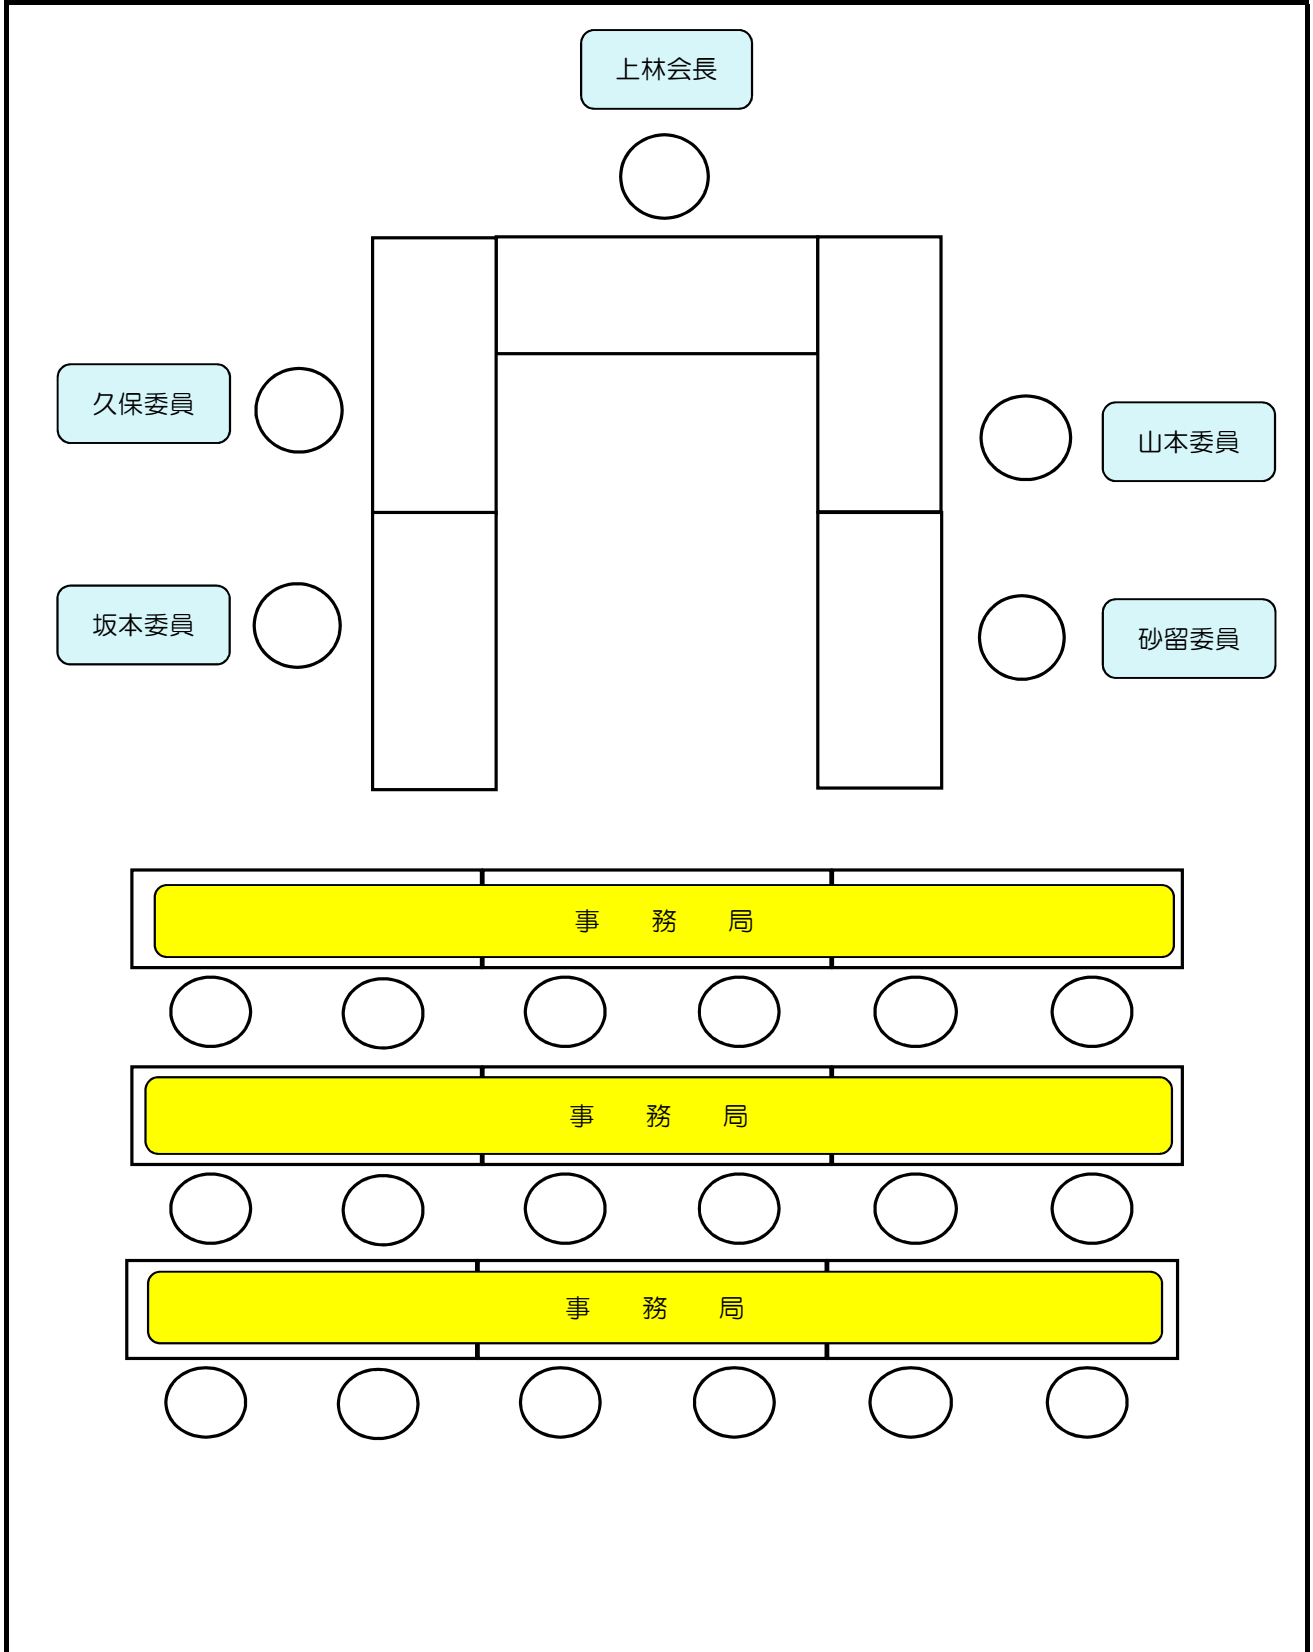 上林会長
久保委員
山本委員
坂本委員
砂留委員
事　務　局
事　務　局
事　務　局